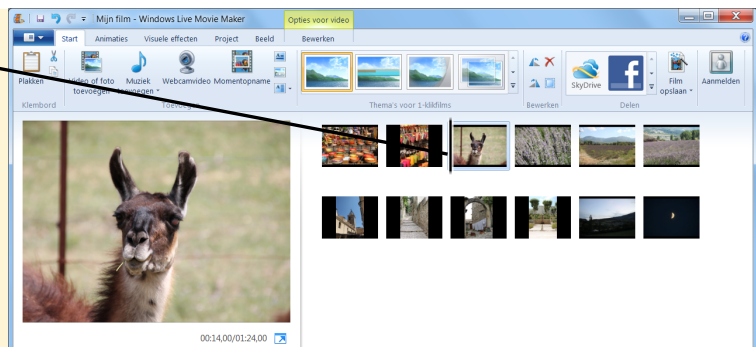 Mijn film - Windows Live Movie Maker
Opties voor video
Start Animaties Visuele effecten Project Beeld Bewerken
Plakken
Video of foto toevoegen
Muziek toevoegen
Webcamvideo Momentopname
SkyDrive
Film opslaan
Aanmelden
Klembord Toevoegen Thema's voor 1-klikfilms Bewerken Delen
00:14,00/01:24,00